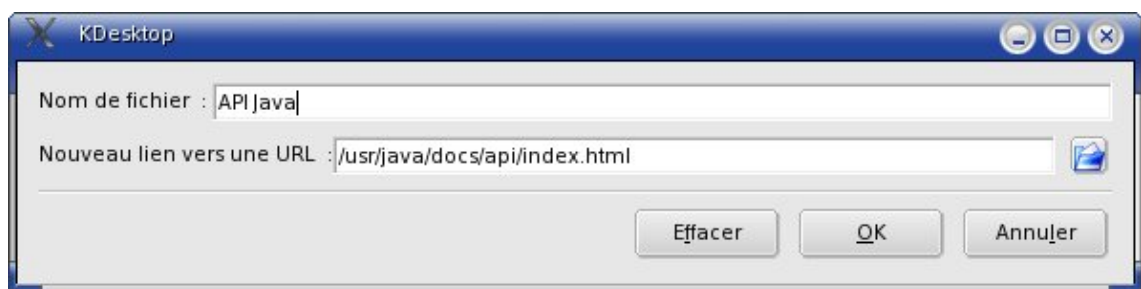 KDesktop
Nom de fichier : API Java
Nouveau lien vers une URL : /usr/java/docs/api/index.html
Effacer OK Annuler